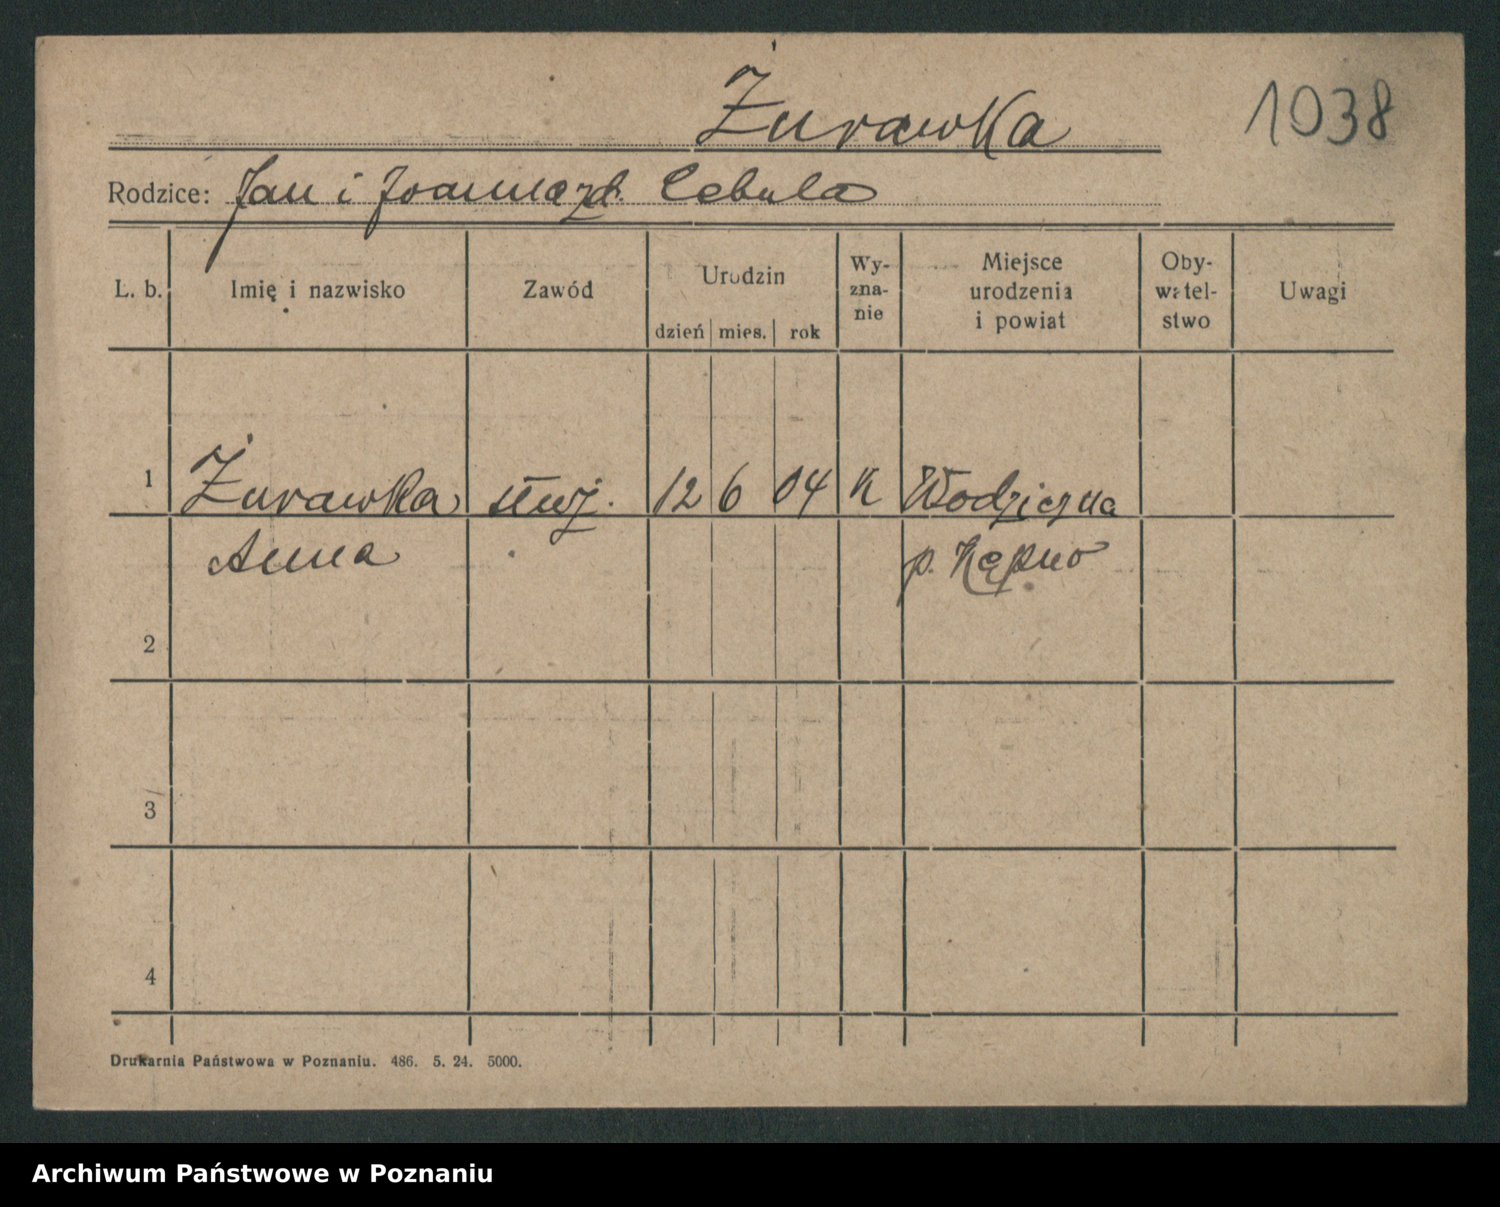 Żurawka
1038
Rodzice: Jan i Joanna zd. Cebula
L. b. Imię i nazwisko Zawód Urodzin dzień mies. rok Wy-zna-nie Miejsce urodzenia i powiat Oby-watel-stwo Uwagi
1 Żurawka służ. 12 6 04 K Wodziczna
Anna p. Kępno
2
3
4
Drukarnia Państwowa w Poznaniu. 486. 5. 24. 5000.
Archiwum Państwowe w Poznaniu